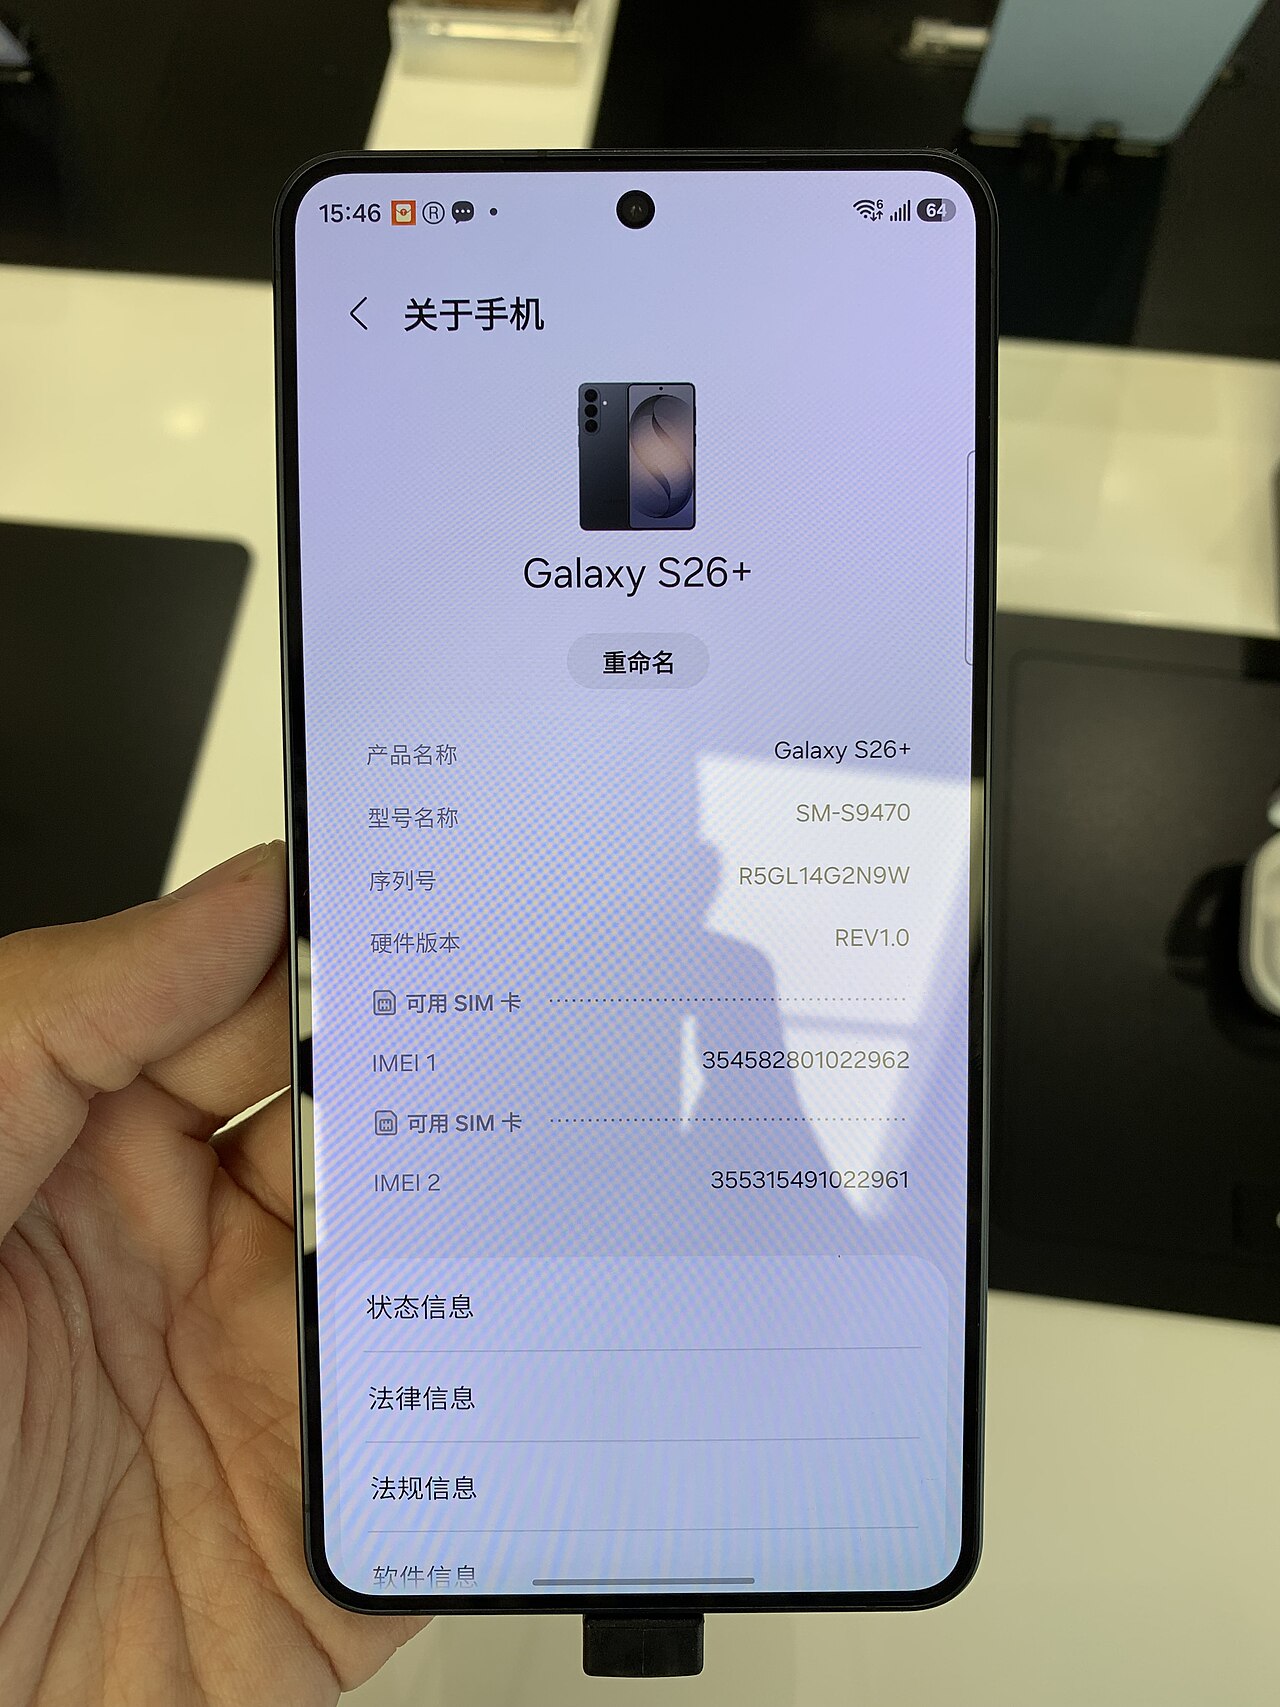 15:46 R 6 64
关于手机
Galaxy S26+
重命名
产品名称 Galaxy S26+
型号名称 SM-S9470
序列号 R5GL14G2N9W
硬件版本 REV1.0
可用 SIM 卡
IMEI 1 354582801022962
可用 SIM 卡
IMEI 2 355315491022961
状态信息
法律信息
法规信息
软件信息